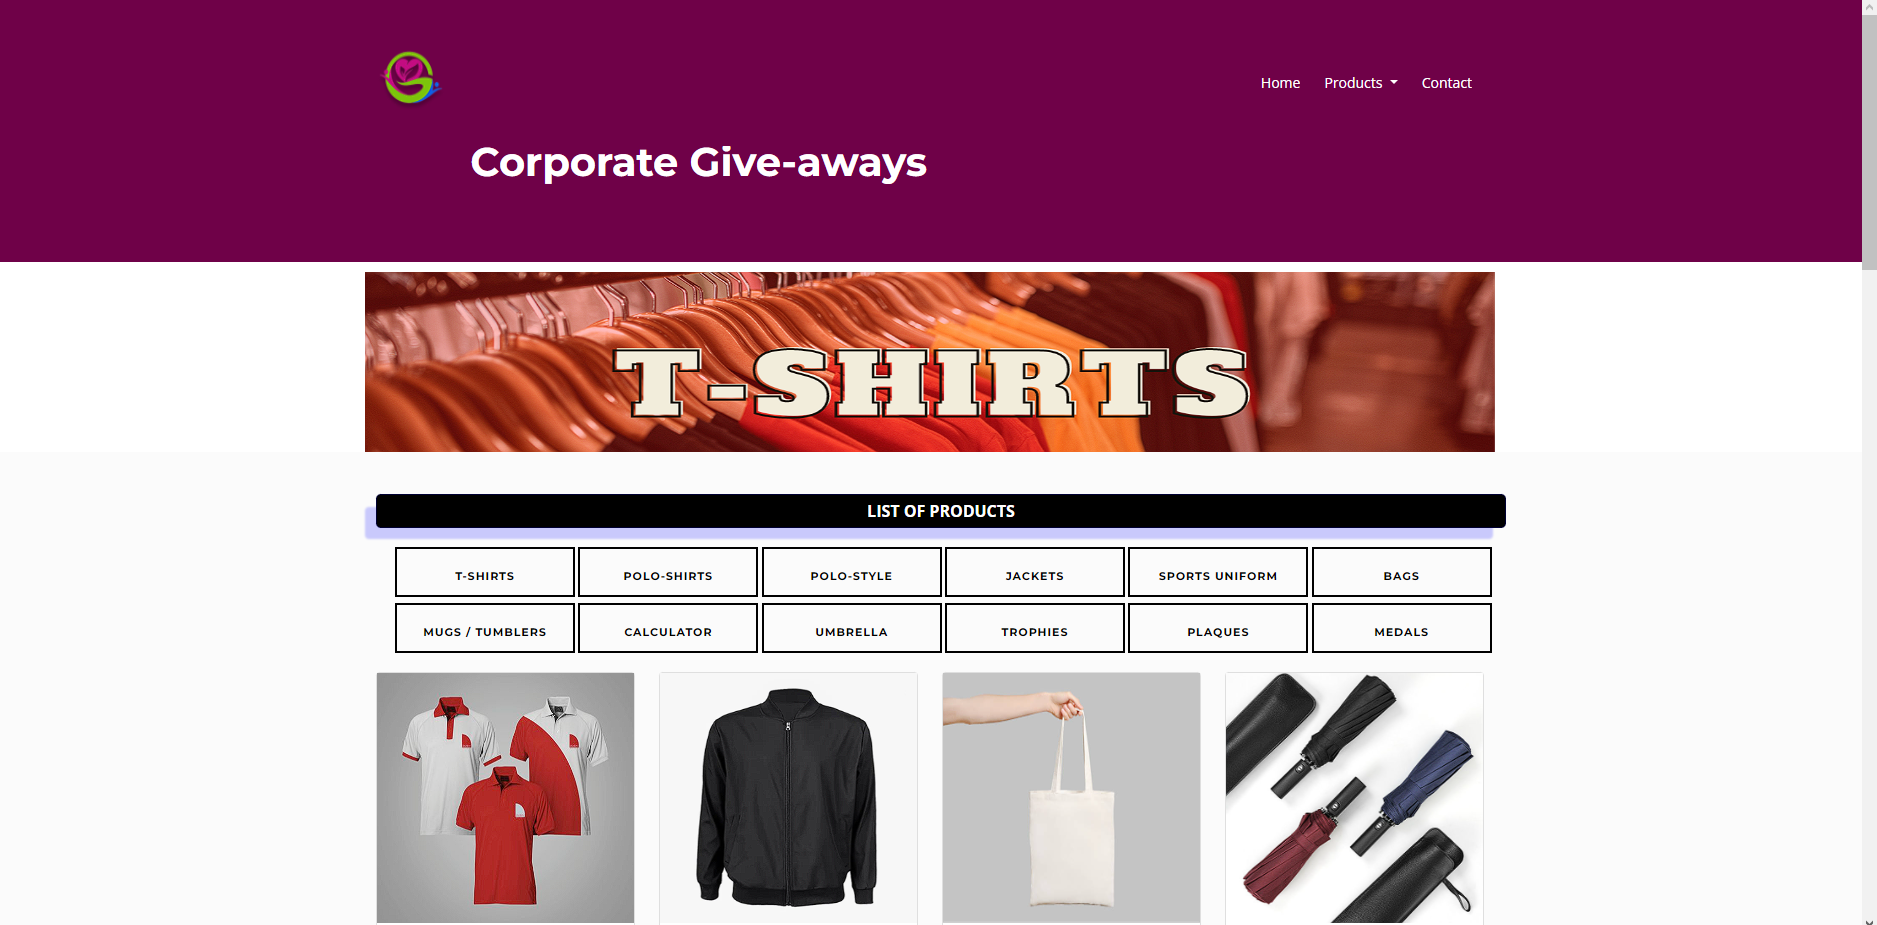 Home Products Contact
Corporate Give-aways
T-SHIRTS
LIST OF PRODUCTS
T-SHIRTS POLO-SHIRTS POLO-STYLE JACKETS SPORTS UNIFORM BAGS
MUGS / TUMBLERS CALCULATOR UMBRELLA TROPHIES PLAQUES MEDALS